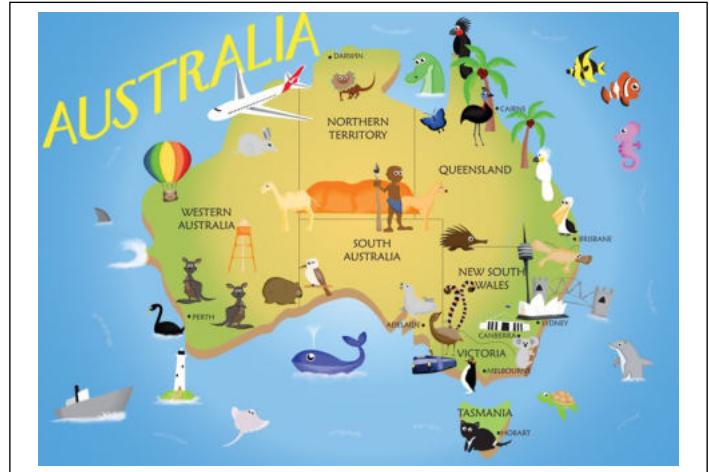 AUSTRALIA
DARWIN
NORTHERN
TERRITORY
CAIRNS
QUEENSLAND
WESTERN
AUSTRALIA
SOUTH
AUSTRALIA
BRISBANE
NEW SOUTH
WALES
PERTH
ADELAIDE
SYDNEY
CANBERRA
VICTORIA
MELBOURNE
TASMANIA
HOBART